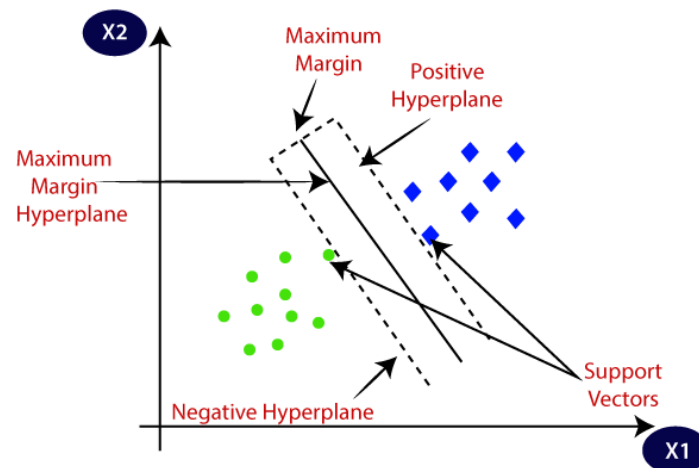 X2
Maximum
Margin
Positive
Hyperplane
Maximum
Margin
Hyperplane
Support
Vectors
Negative Hyperplane
X1